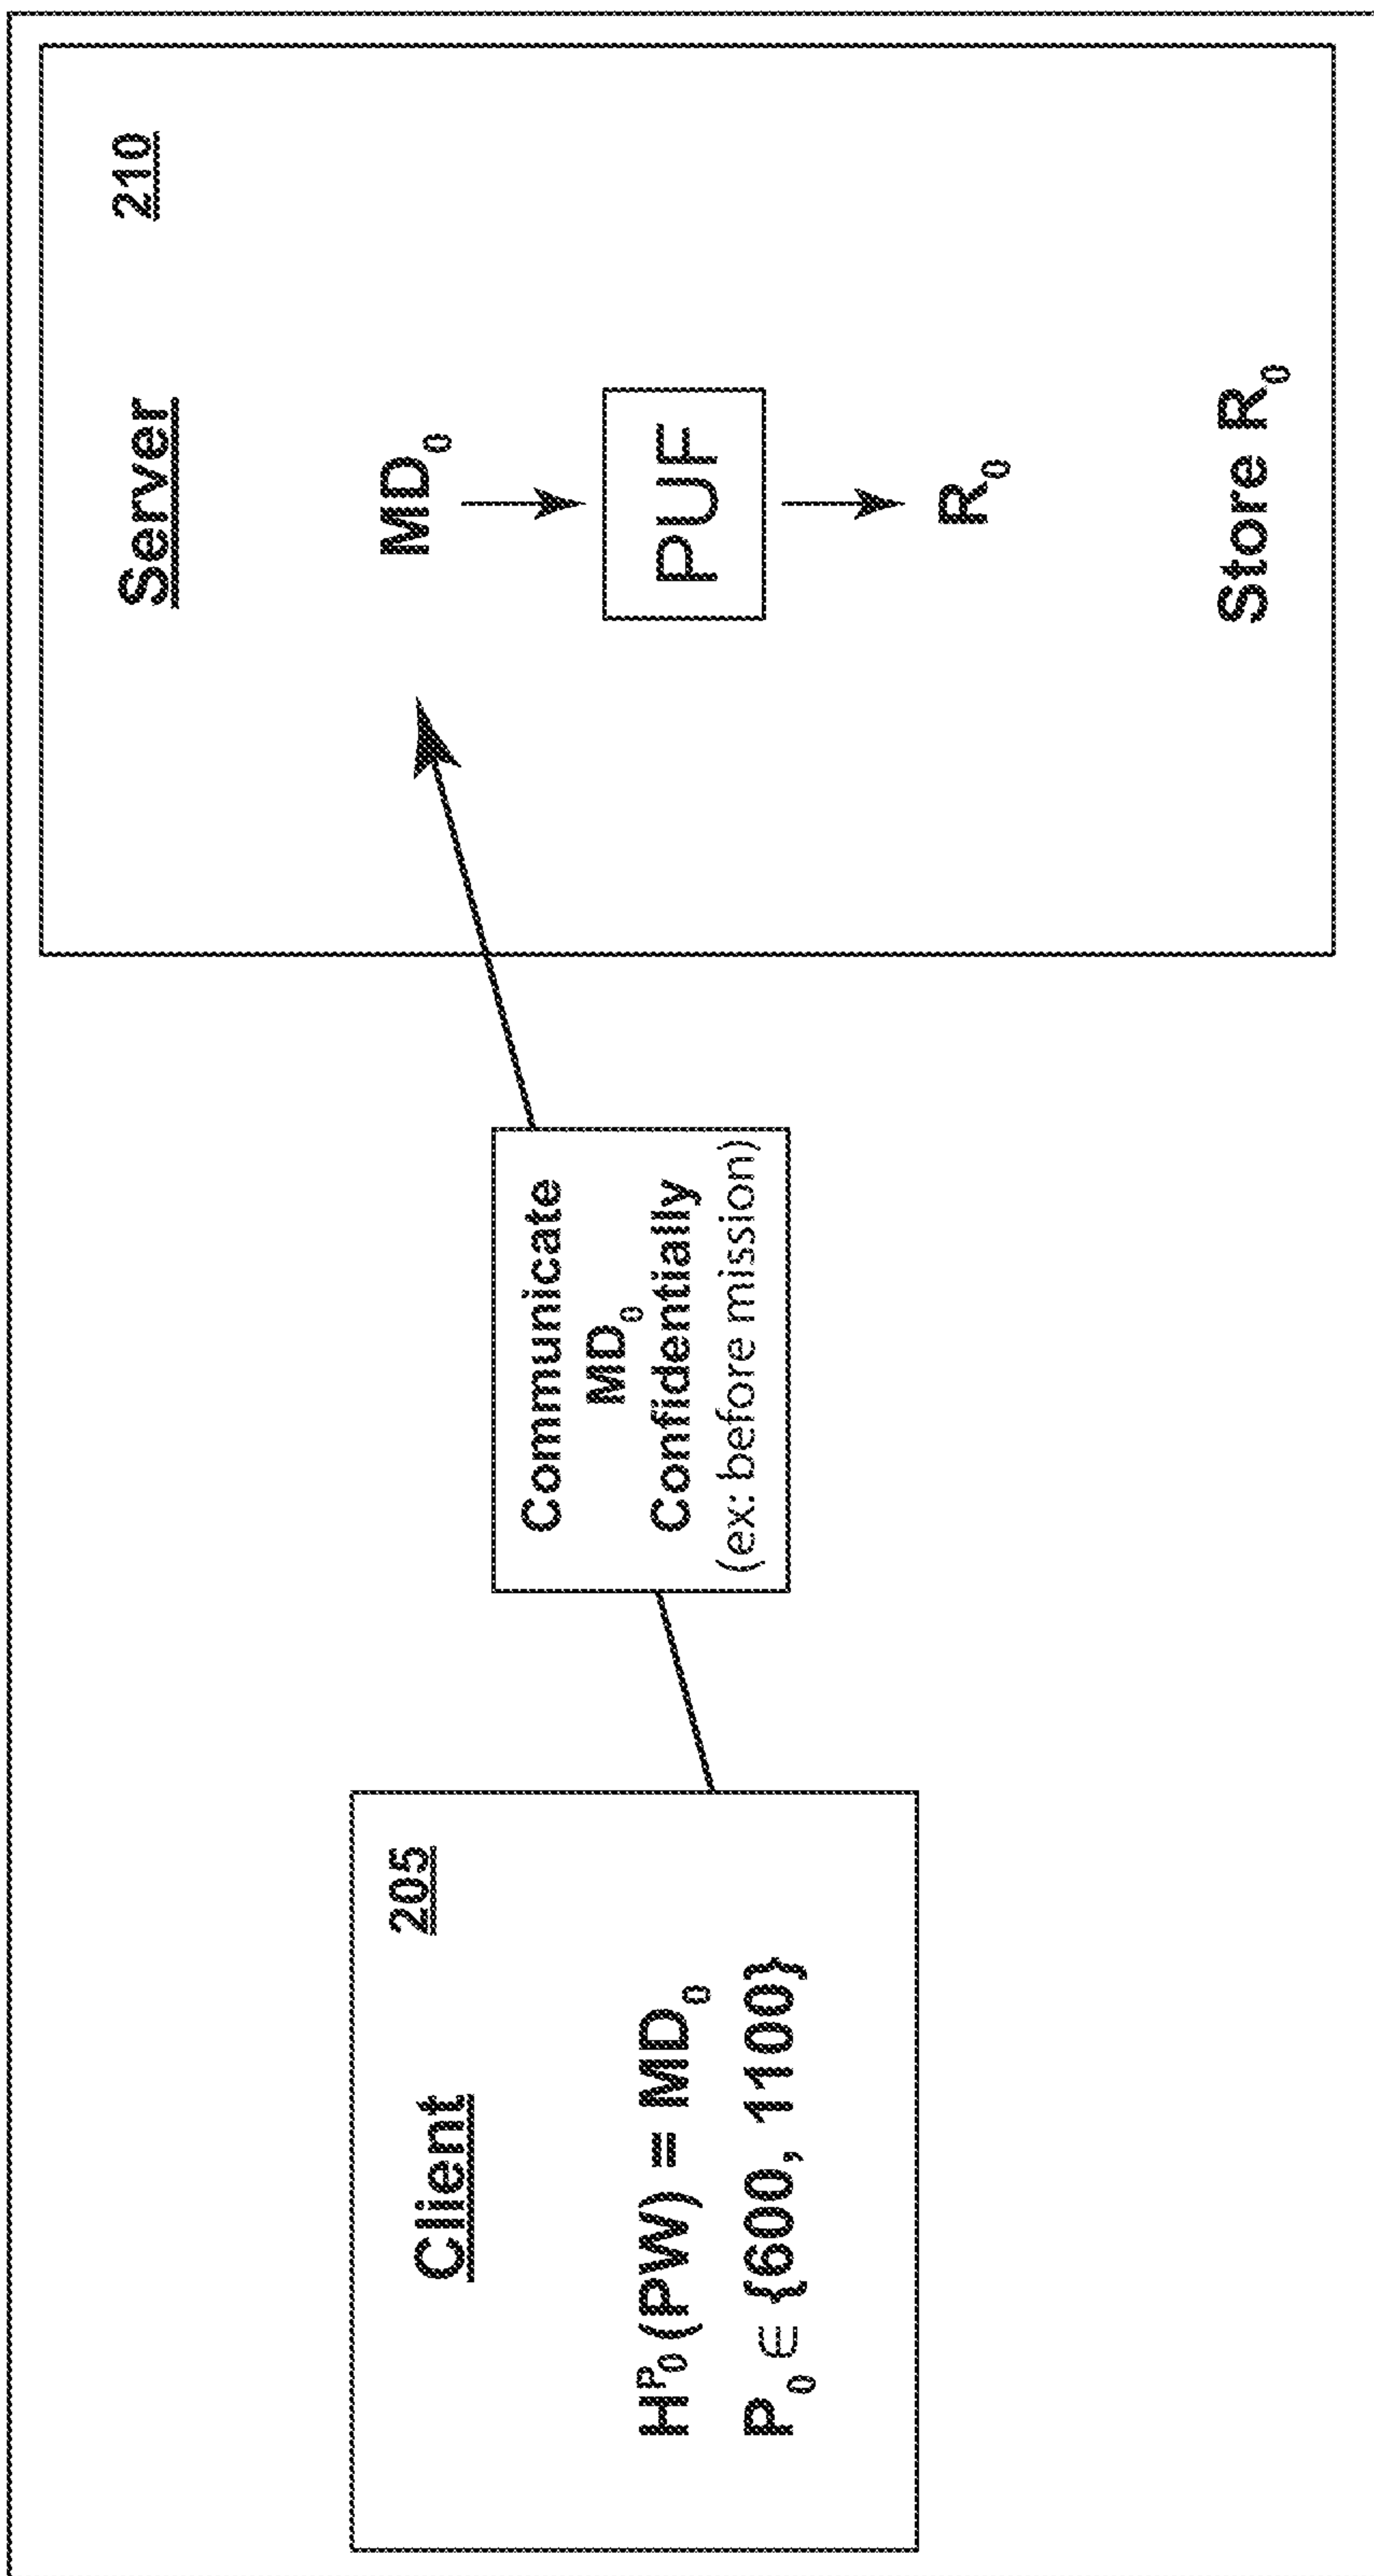 Client
205
H^P₀(PW) = MD₀
P₀ ∈ {600, 1100}
Communicate
MD₀
Confidentially
(ex: before mission)
Server
210
MD₀
PUF
R₀
Store R₀